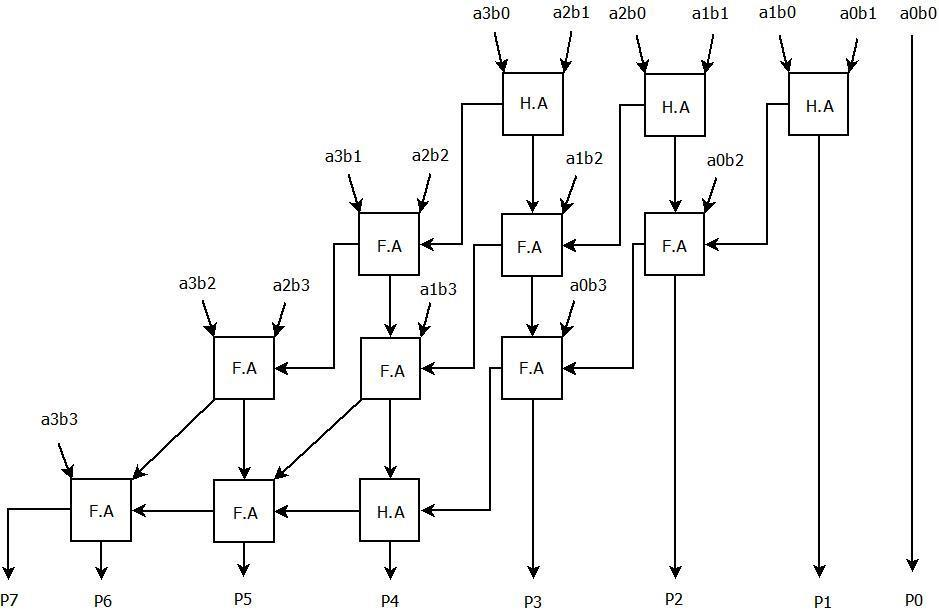 a3b0 a2b1 a2b0 a1b1 a1b0 a0b1 a0b0
H.A H.A H.A
a3b1 a2b2 a1b2 a0b2
F.A F.A F.A
a3b2 a2b3 a1b3 a0b3
F.A F.A F.A
a3b3
F.A F.A H.A
P7 P6 P5 P4 P3 P2 P1 P0